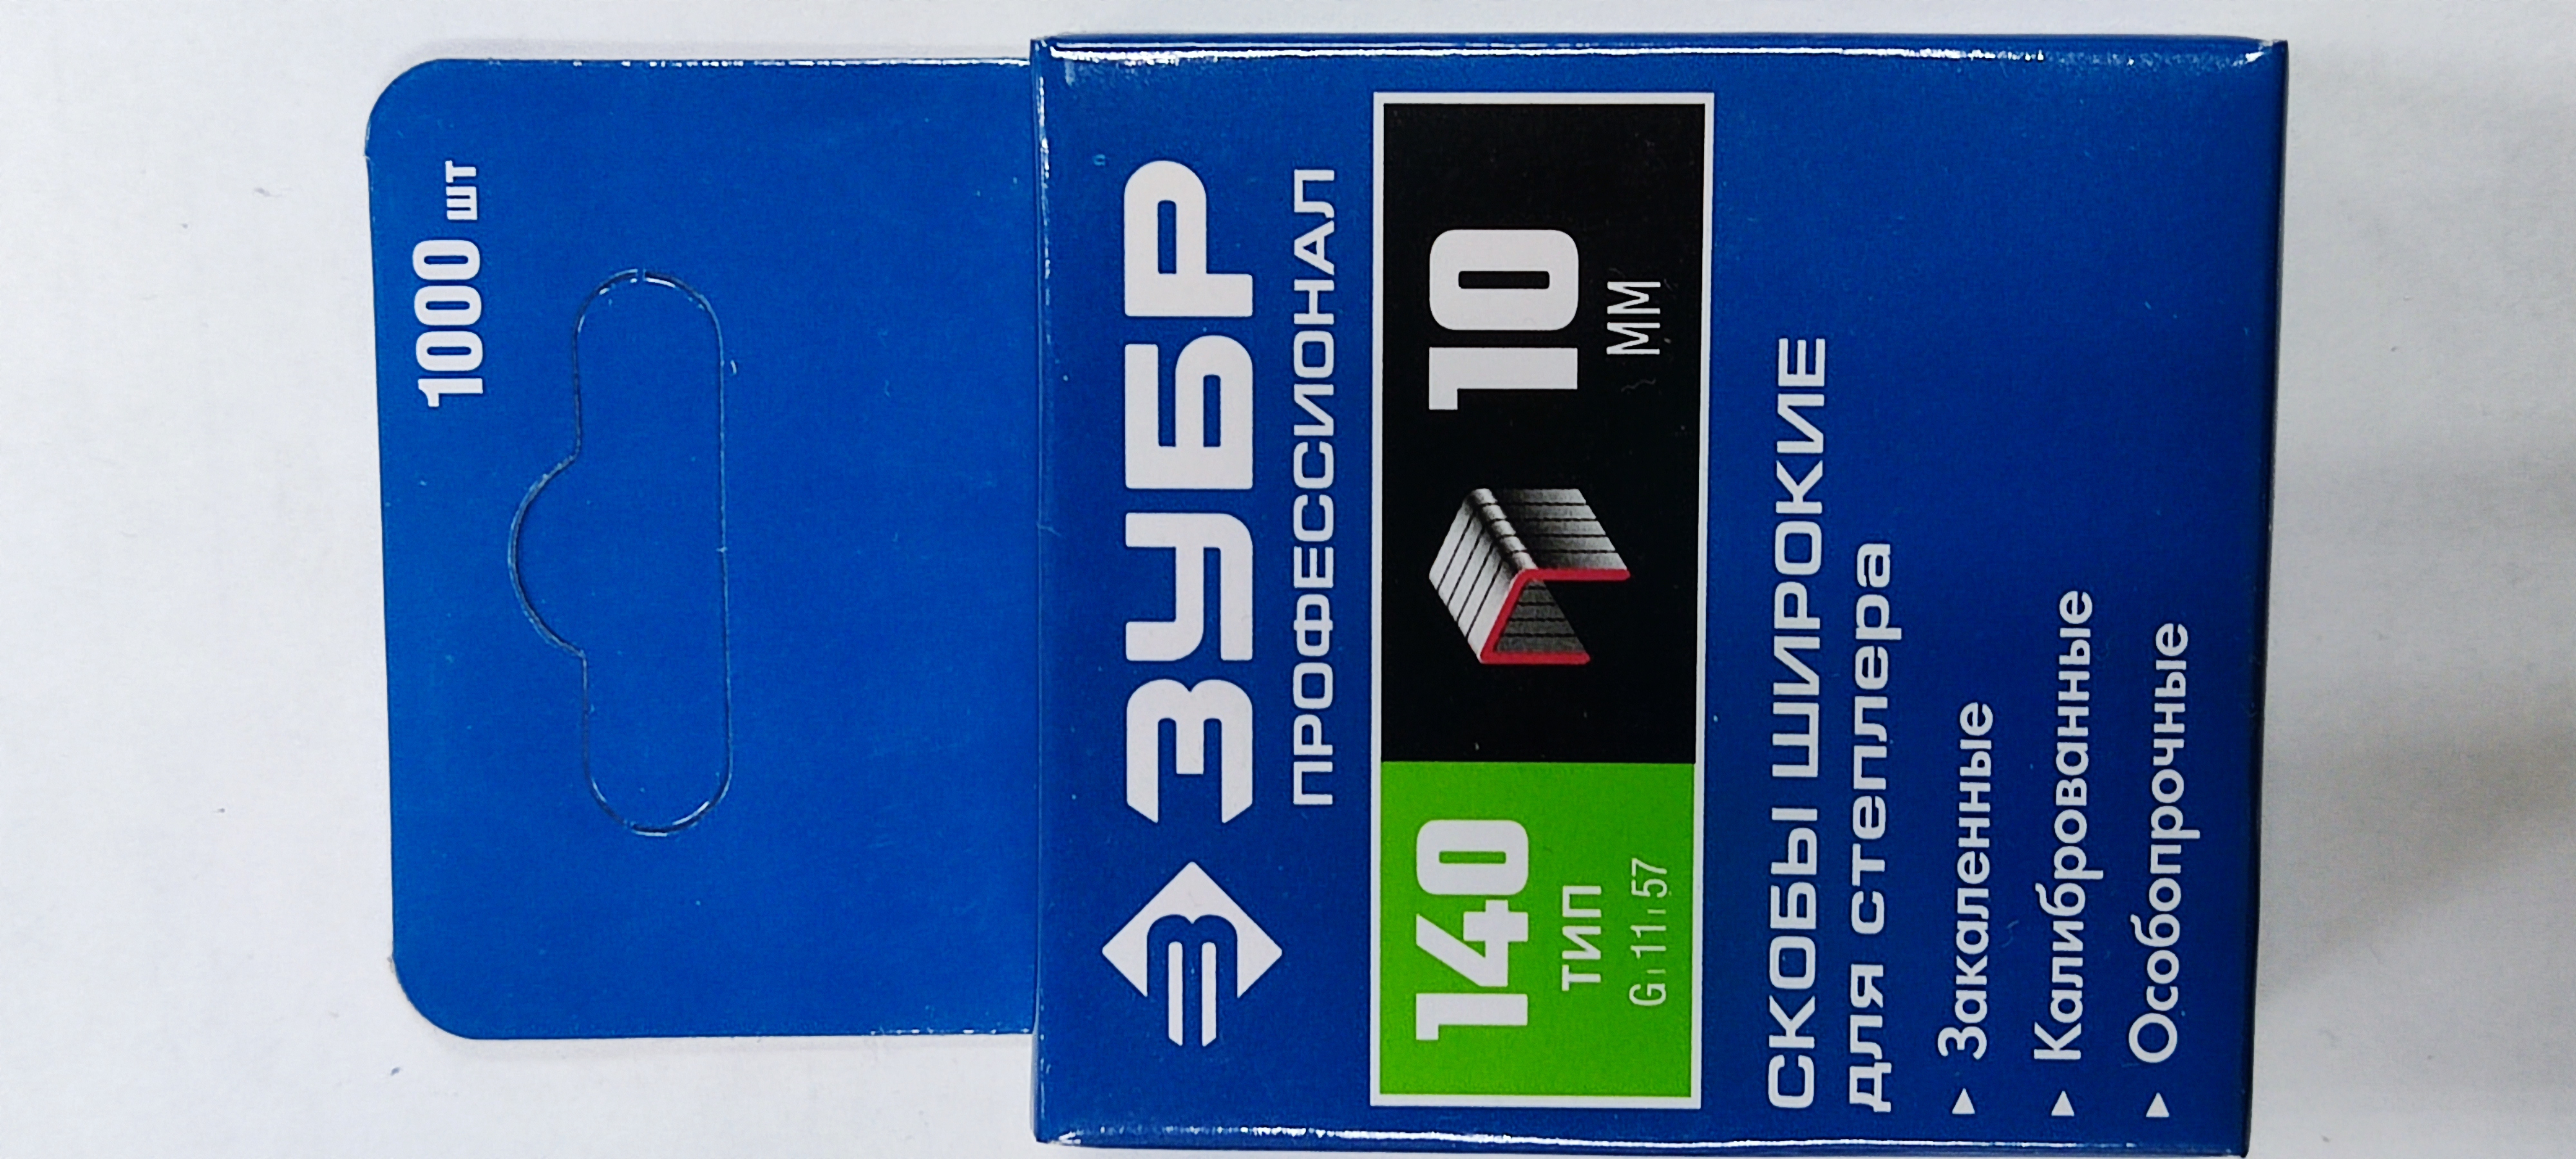 1000 шт
ЗУБР
ПРОФЕССИОНАЛ
140
ТИП
G 11 57
10
ММ
СКОБЫ ШИРОКИЕ
для степлера
Закаленные
Калиброванные
Особопрочные